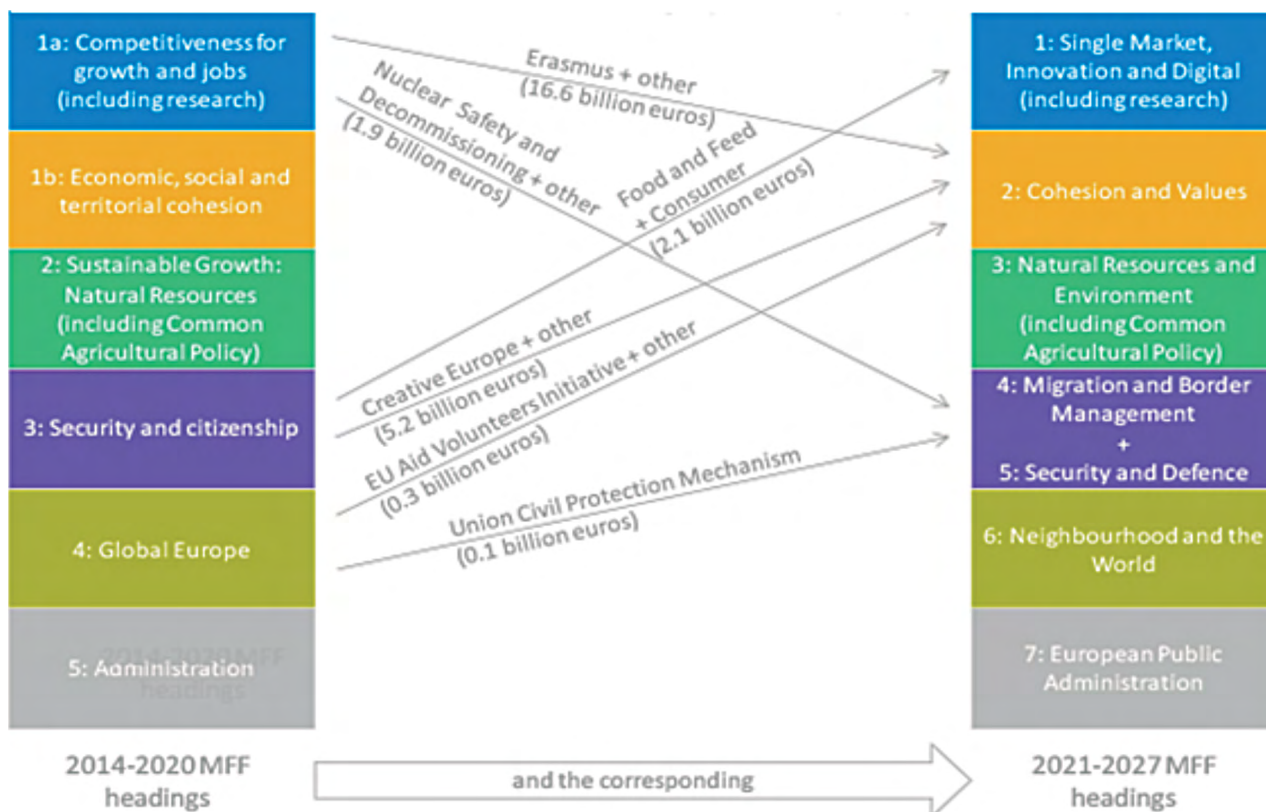 1a: Competitiveness for
growth and jobs
(including research)
1b: Economic, social and
territorial cohesion
2: Sustainable Growth:
Natural Resources
(including Common
Agricultural Policy)
3: Security and citizenship
4: Global Europe
5: Administration
2014-2020 MFF
headings
2014-2020 MFF
headings
Erasmus + other
(16.6 billion euros)
Nuclear Safety and
Decommissioning + other
(1.9 billion euros)
Food and Feed
+ Consumer
(2.1 billion euros)
Creative Europe + other
(5.2 billion euros)
EU Aid Volunteers Initiative + other
(0.3 billion euros)
Union Civil Protection Mechanism
(0.1 billion euros)
and the corresponding
1: Single Market,
Innovation and Digital
(including research)
2: Cohesion and Values
3: Natural Resources and
Environment
(including Common
Agricultural Policy)
4: Migration and Border
Management
+
5: Security and Defence
6: Neighbourhood and the
World
7: European Public
Administration
2021-2027 MFF
headings